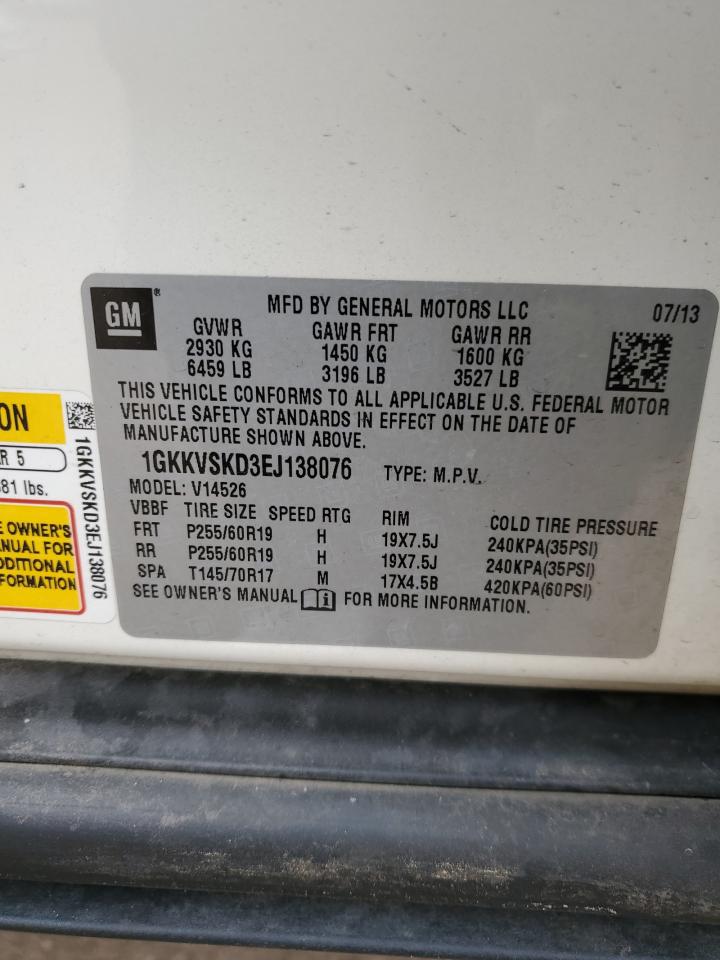 GM
®
MFD BY GENERAL MOTORS LLC
07/13
GVWR GAWR FRT GAWR RR
2930 KG 1450 KG 1600 KG
6459 LB 3196 LB 3527 LB
THIS VEHICLE CONFORMS TO ALL APPLICABLE U.S. FEDERAL MOTOR
VEHICLE SAFETY STANDARDS IN EFFECT ON THE DATE OF
MANUFACTURE SHOWN ABOVE.
1GKKVSKD3EJ138076 TYPE: M.P.V.
MODEL: V14526
VBBF TIRE SIZE SPEED RTG RIM COLD TIRE PRESSURE
FRT P255/60R19 H 19X7.5J 240KPA(35PSI)
RR P255/60R19 H 19X7.5J 240KPA(35PSI)
SPA T145/70R17 M 17X4.5B 420KPA(60PSI)
SEE OWNER'S MANUAL FOR MORE INFORMATION.
ON
R 5
81 lbs.
E OWNER'S
NUAL FOR
DDITIONAL
FORMATION
1GKKVSKD3EJ138076